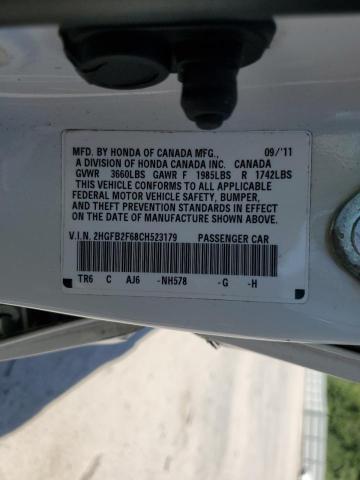 MFD. BY HONDA OF CANADA MFG., 09/'11
A DIVISION OF HONDA CANADA INC. CANADA
GVWR 3660LBS GAWR F 1985LBS R 1742LBS
THIS VEHICLE CONFORMS TO ALL APPLICABLE
FEDERAL MOTOR VEHICLE SAFETY, BUMPER,
AND THEFT PREVENTION STANDARDS IN EFFECT
ON THE DATE OF MANUFACTURE SHOWN ABOVE.
V.I.N. 2HGFB2F68CH523179 PASSENGER CAR
TR6 C AJ6 -NH578 -G -H